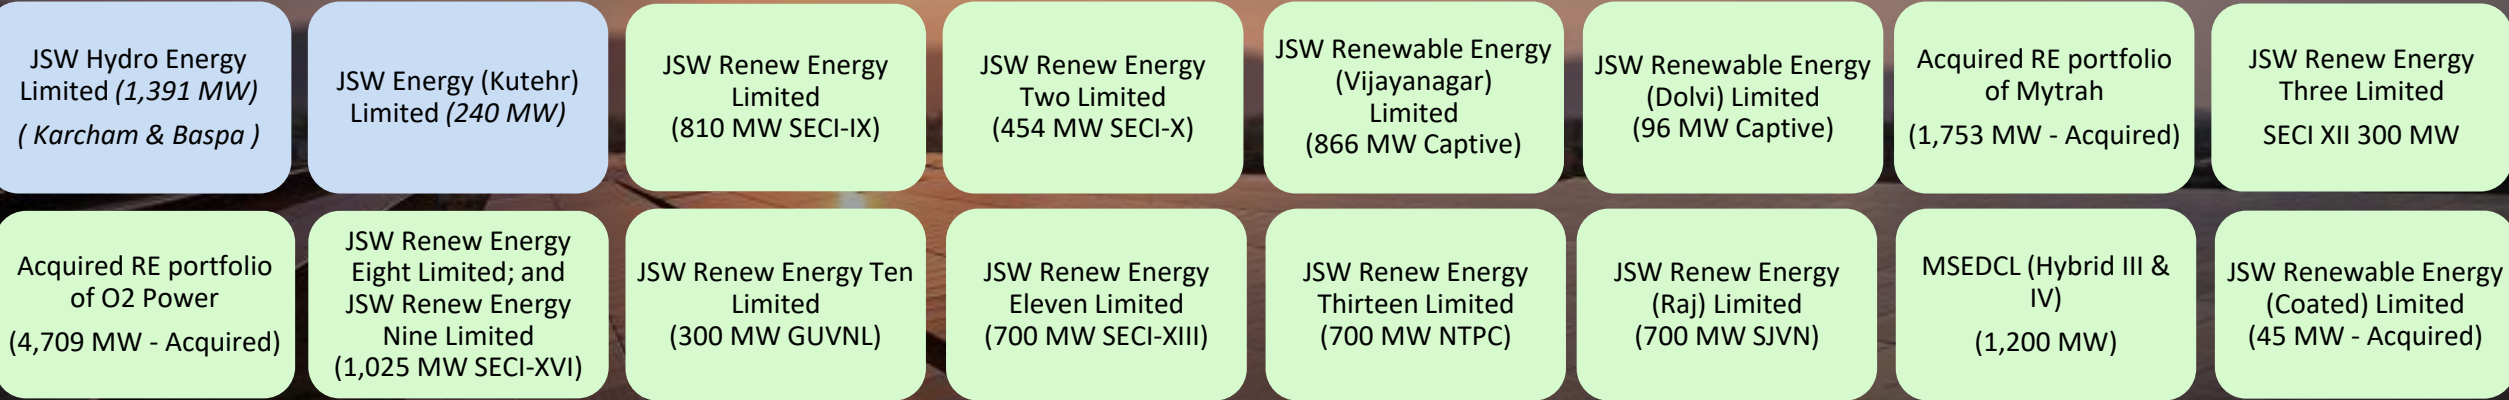 JSW Hydro Energy
Limited (1,391 MW)
( Karcham & Baspa )
JSW Energy (Kutehr)
Limited (240 MW)
JSW Renew Energy
Limited
(810 MW SECI-IX)
JSW Renew Energy
Two Limited
(454 MW SECI-X)
JSW Renewable Energy
(Vijayanagar)
Limited
(866 MW Captive)
JSW Renewable Energy
(Dolvi) Limited
(96 MW Captive)
Acquired RE portfolio
of Mytrah
(1,753 MW - Acquired)
JSW Renew Energy
Three Limited
SECI XII 300 MW
Acquired RE portfolio
of O2 Power
(4,709 MW - Acquired)
JSW Renew Energy
Eight Limited; and
JSW Renew Energy
Nine Limited
(1,025 MW SECI-XVI)
JSW Renew Energy Ten
Limited
(300 MW GUVNL)
JSW Renew Energy
Eleven Limited
(700 MW SECI-XIII)
JSW Renew Energy
Thirteen Limited
(700 MW NTPC)
JSW Renew Energy
(Raj) Limited
(700 MW SJVN)
MSEDCL (Hybrid III &
IV)
(1,200 MW)
JSW Renewable Energy
(Coated) Limited
(45 MW - Acquired)